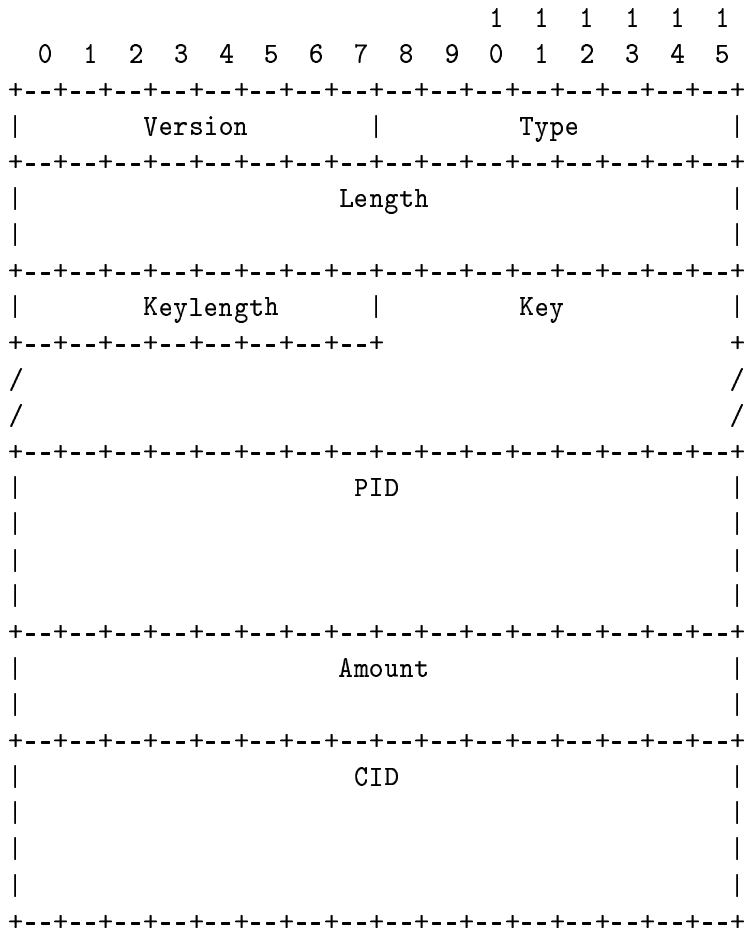 1  1  1  1  1  1
  0  1  2  3  4  5  6  7  8  9  0  1  2  3  4  5
+--+--+--+--+--+--+--+--+--+--+--+--+--+--+--+--+
|        Version        |         Type          |
+--+--+--+--+--+--+--+--+--+--+--+--+--+--+--+--+
|                     Length                    |
|                                               |
+--+--+--+--+--+--+--+--+--+--+--+--+--+--+--+--+
|        Keylength      |         Key           |
+--+--+--+--+--+--+--+--+                       +
/                                               /
/                                               /
+--+--+--+--+--+--+--+--+--+--+--+--+--+--+--+--+
|                      PID                      |
|                                               |
|                                               |
|                                               |
+--+--+--+--+--+--+--+--+--+--+--+--+--+--+--+--+
|                     Amount                    |
|                                               |
+--+--+--+--+--+--+--+--+--+--+--+--+--+--+--+--+
|                      CID                      |
|                                               |
|                                               |
|                                               |
+--+--+--+--+--+--+--+--+--+--+--+--+--+--+--+--+